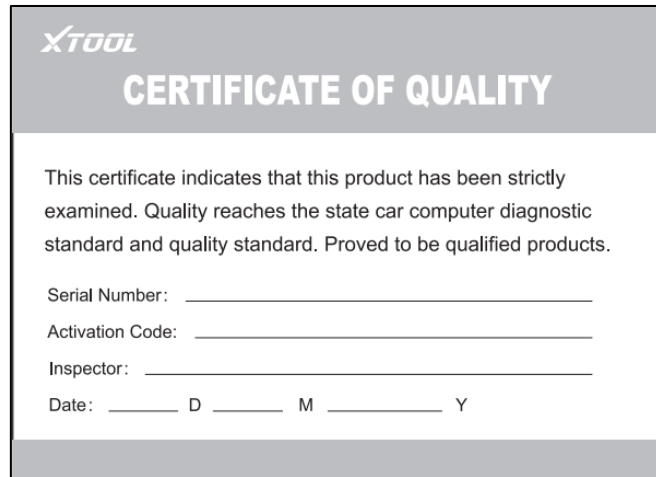 XTOOL
CERTIFICATE OF QUALITY
This certificate indicates that this product has been strictly
examined. Quality reaches the state car computer diagnostic
standard and quality standard. Proved to be qualified products.
Serial Number:
Activation Code:
Inspector:
Date: D M Y